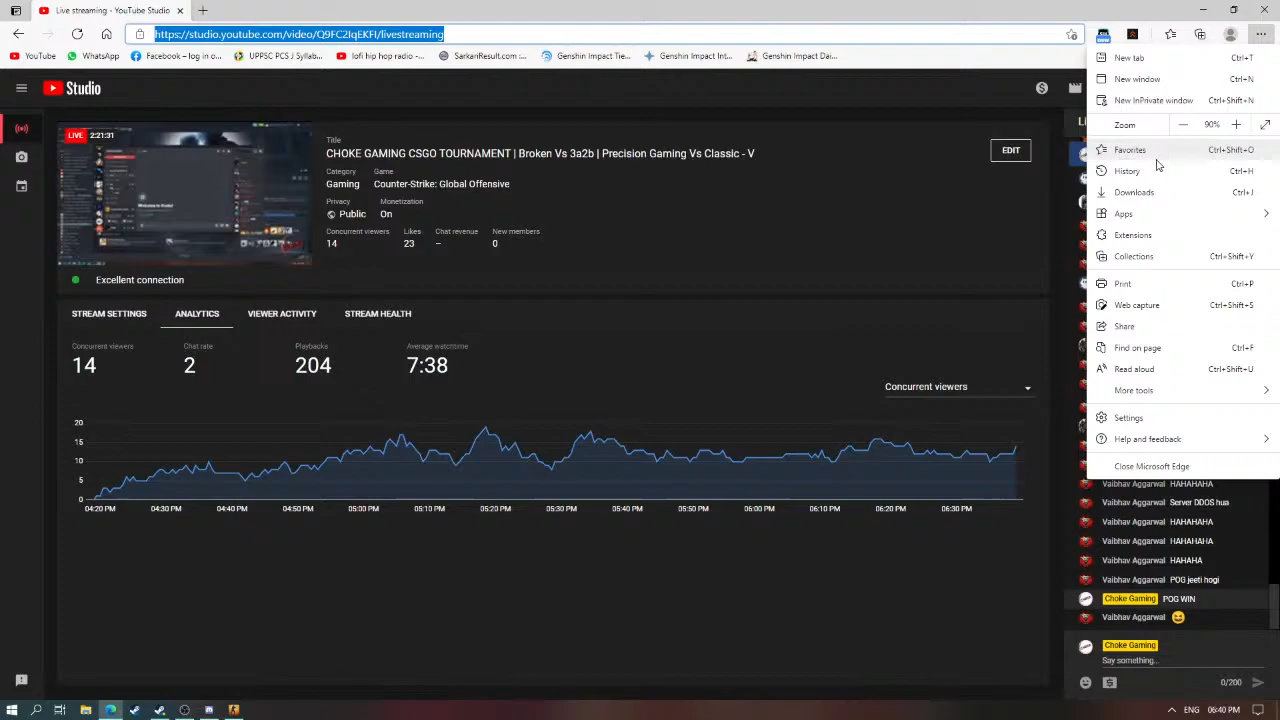 Live streaming - YouTube Studio
https://studio.youtube.com/video/Q9FC2IqEKFI/livestreaming
new
YouTube
WhatsApp
Facebook – log in o...
UPPSC PCS J Syllab...
lofi hip hop radio -...
SarkariResult.com :...
Genshin Impact Tie...
Genshin Impact Int...
Genshin Impact Dai...
Studio
LIVE 2:21:31
Title
CHOKE GAMING CSGO TOURNAMENT | Broken Vs 3a2b | Precision Gaming Vs Classic - V
EDIT
Category Game
Gaming Counter-Strike: Global Offensive
Privacy Monetization
Public On
Concurrent viewers Likes Chat revenue New members
14 23 – 0
Excellent connection
STREAM SETTINGS ANALYTICS VIEWER ACTIVITY STREAM HEALTH
Concurrent viewers Chat rate Playbacks Average watchtime
14 2 204 7:38
Concurrent viewers
20
15
10
5
0
04:20 PM 04:30 PM 04:40 PM 04:50 PM 05:00 PM 05:10 PM 05:20 PM 05:30 PM 05:40 PM 05:50 PM 06:00 PM 06:10 PM 06:20 PM 06:30 PM
New tab Ctrl+T
New window Ctrl+N
New InPrivate window Ctrl+Shift+N
Zoom 90%
Favorites Ctrl+Shift+O
History Ctrl+H
Downloads Ctrl+J
Apps
Extensions
Collections Ctrl+Shift+Y
Print Ctrl+P
Web capture Ctrl+Shift+S
Share
Find on page Ctrl+F
Read aloud Ctrl+Shift+U
More tools
Settings
Help and feedback
Close Microsoft Edge
Vaibhav Aggarwal HAHAHAHA
Vaibhav Aggarwal Server DDOS hua
Vaibhav Aggarwal HAHAHAHA
Vaibhav Aggarwal HAHAHAHA
Vaibhav Aggarwal HAHAHA
Vaibhav Aggarwal POG jeeti hogi
Choke Gaming POG WIN
Vaibhav Aggarwal 😆
Choke Gaming
Say something...
0/200
06:40 PM